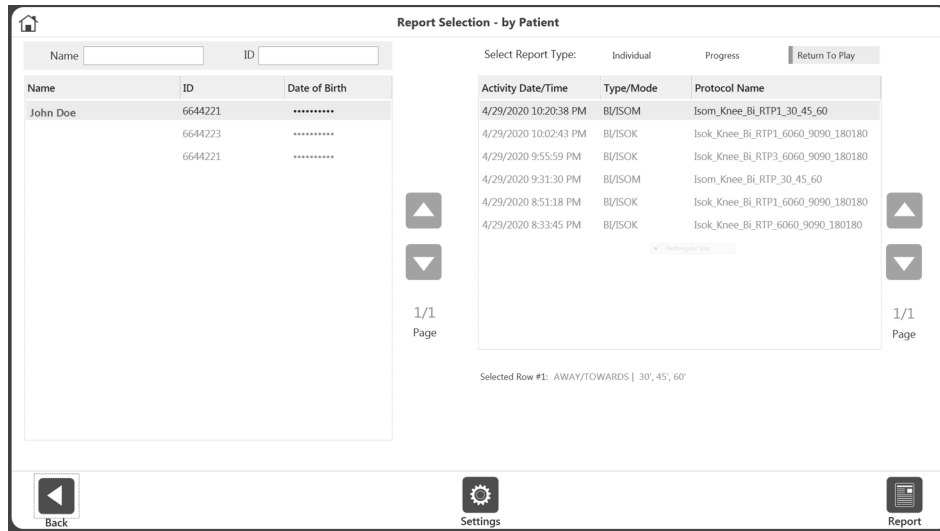 Report Selection - by Patient
Name ID
Name ID Date of Birth
John Doe 6644221 ••••••••••
6644223 ••••••••••
6644221 ••••••••••
1/1
Page
Select Report Type: Individual Progress Return To Play
Activity Date/Time Type/Mode Protocol Name
4/29/2020 10:20:38 PM BI/ISOM Isom_Knee_Bi_RTP1_30_45_60
4/29/2020 10:02:43 PM BI/ISOK Isok_Knee_Bi_RTP1_6060_9090_180180
4/29/2020 9:55:59 PM BI/ISOK Isok_Knee_Bi_RTP3_6060_9090_180180
4/29/2020 9:31:30 PM BI/ISOM Isom_Knee_Bi_RTP_30_45_60
4/29/2020 8:51:18 PM BI/ISOK Isok_Knee_Bi_RTP1_6060_9090_180180
4/29/2020 8:33:45 PM BI/ISOK Isok_Knee_Bi_RTP_6060_9090_180180
Rectangular Snip
1/1
Page
Selected Row #1: AWAY/TOWARDS | 30', 45', 60'
Back Settings Report